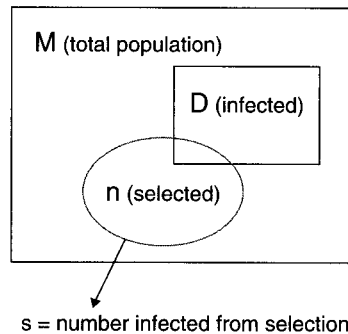 M (total population)
D (infected)
n (selected)
s = number infected from selection